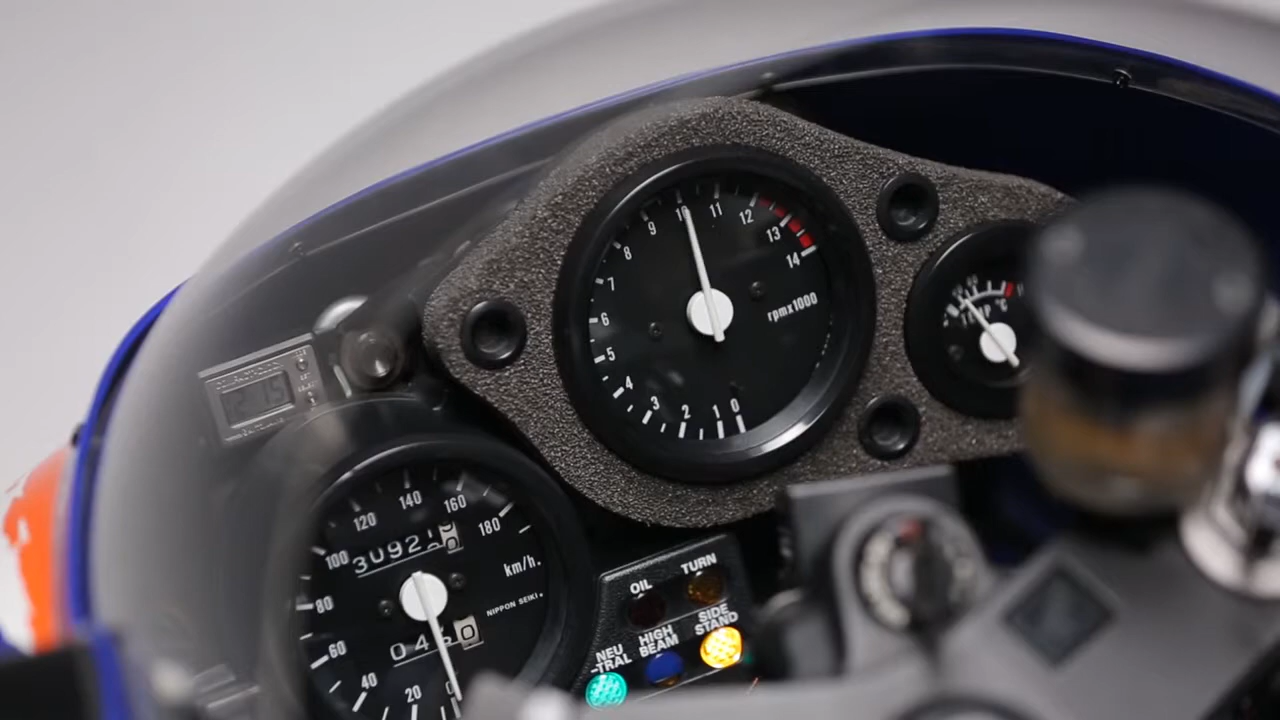 10
11
12
13
14
9
8
7
6
5
4
3
2
1
0
rpmx1000
TEMP °C
140
160
120
180
100
80
60
40
20
km/h.
NIPPON SEIKI.
OIL
TURN
NEU
-TRAL
HIGH
BEAM
SIDE
STAND